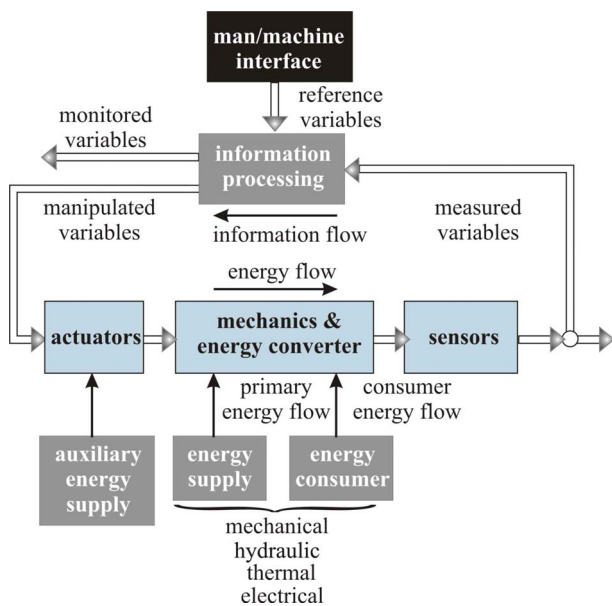 man/machine
interface
reference
variables
monitored
variables
information
processing
manipulated
variables
measured
variables
information flow
energy flow
actuators
mechanics &
energy converter
sensors
primary
energy flow
consumer
energy flow
auxiliary
energy
supply
energy
supply
energy
consumer
mechanical
hydraulic
thermal
electrical